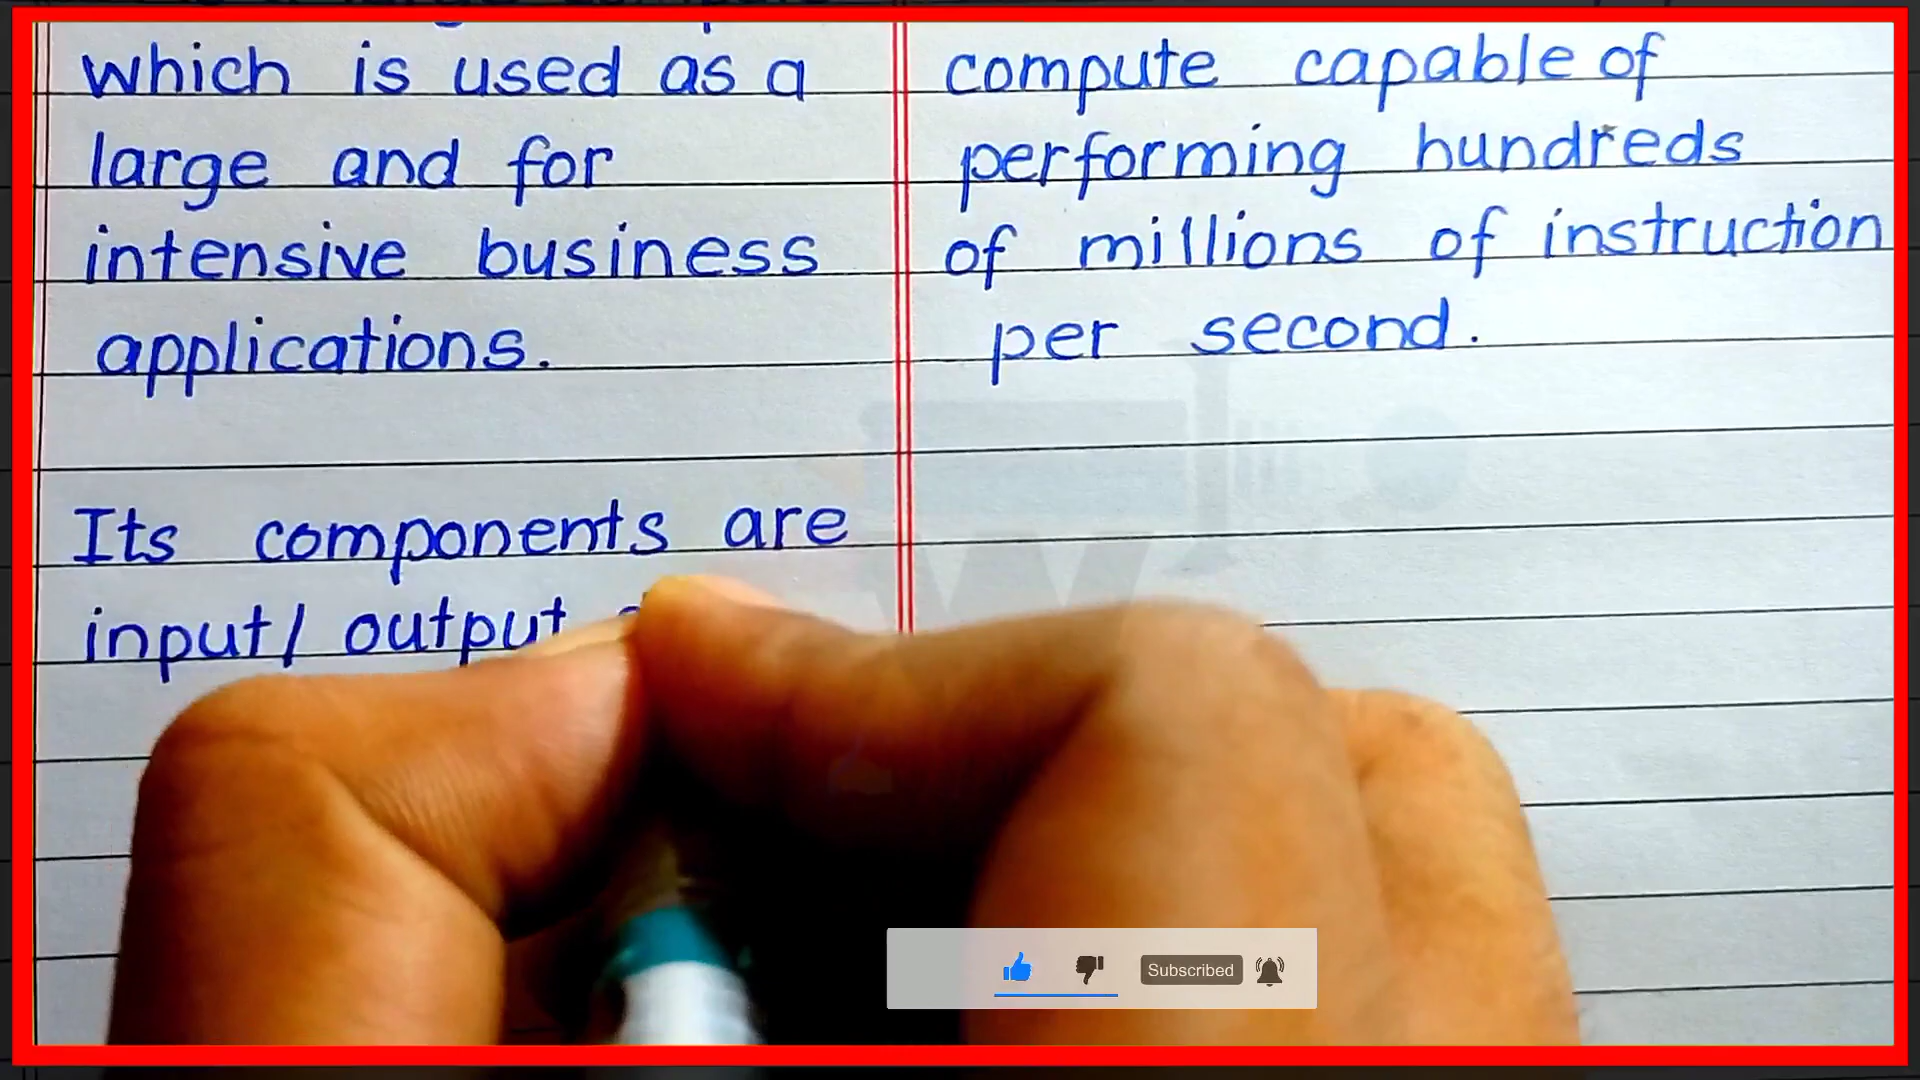 which is used as a
large and for
intensive business
applications.
Its components are
input/ output
compute capable of
performing hundreds
of millions of instruction
per second.
Subscribed